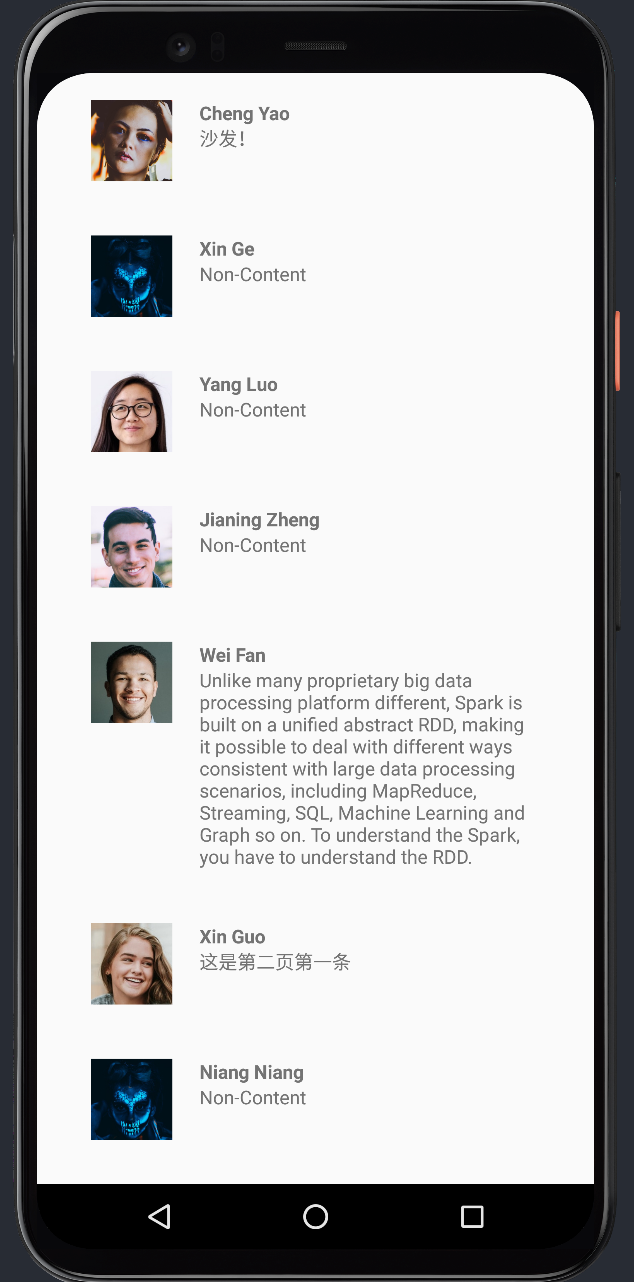 Cheng Yao
沙发！
Xin Ge
Non-Content
Yang Luo
Non-Content
Jianing Zheng
Non-Content
Wei Fan
Unlike many proprietary big data
processing platform different, Spark is
built on a unified abstract RDD, making
it possible to deal with different ways
consistent with large data processing
scenarios, including MapReduce,
Streaming, SQL, Machine Learning and
Graph so on. To understand the Spark,
you have to understand the RDD.
Xin Guo
这是第二页第一条
Niang Niang
Non-Content